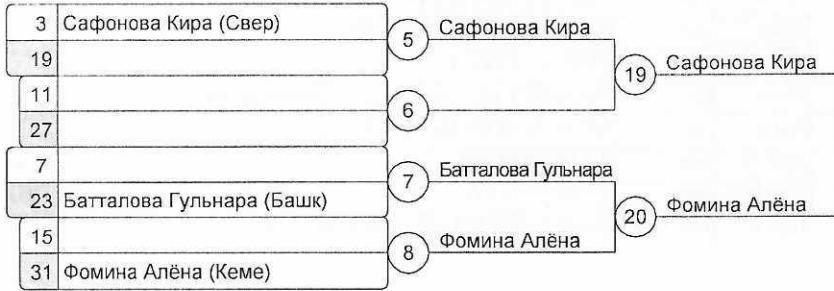 3 Сафонова Кира (Свер)
5 Сафонова Кира
19
19 Сафонова Кира
11
6
27
7
7 Батталова Гульнара
23 Батталова Гульнара (Башк)
20 Фомина Алёна
15
8 Фомина Алёна
31 Фомина Алёна (Кеме)